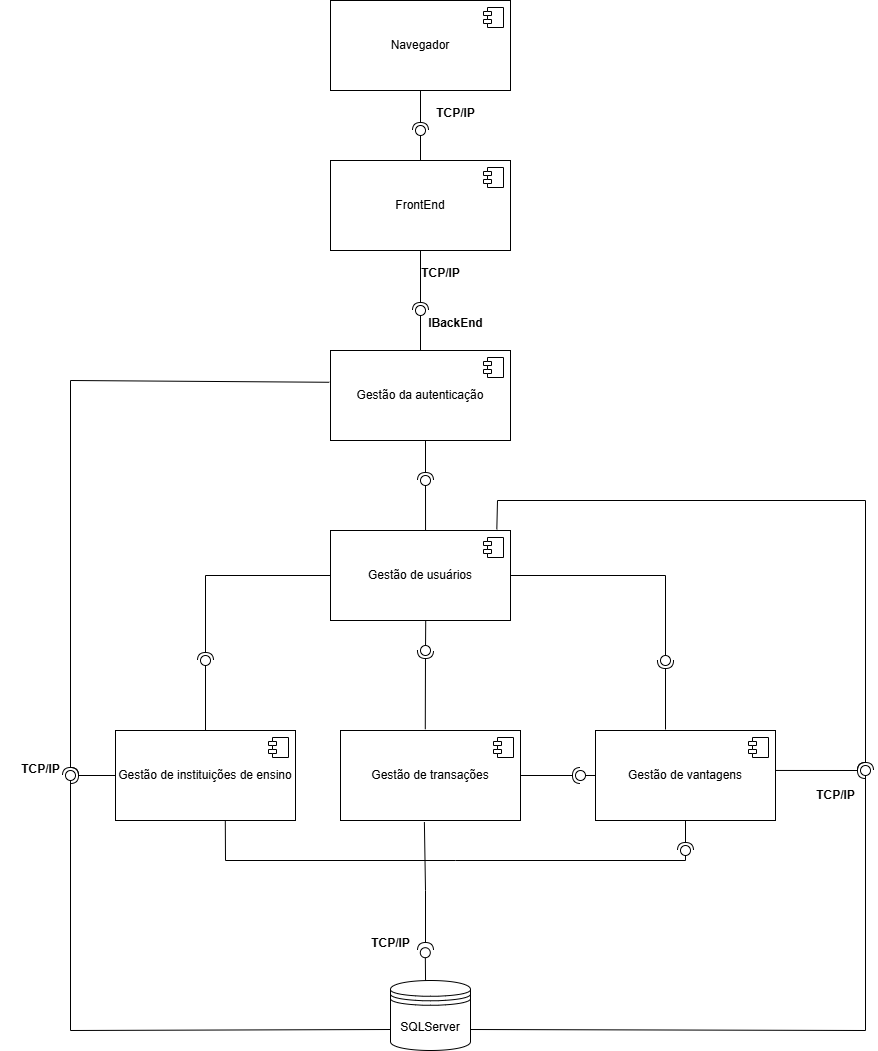 Navegador
TCP/IP
FrontEnd
TCP/IP
IBackEnd
Gestão da autenticação
Gestão de usuários
TCP/IP
Gestão de instituições de ensino
Gestão de transações
Gestão de vantagens
TCP/IP
TCP/IP
SQLServer